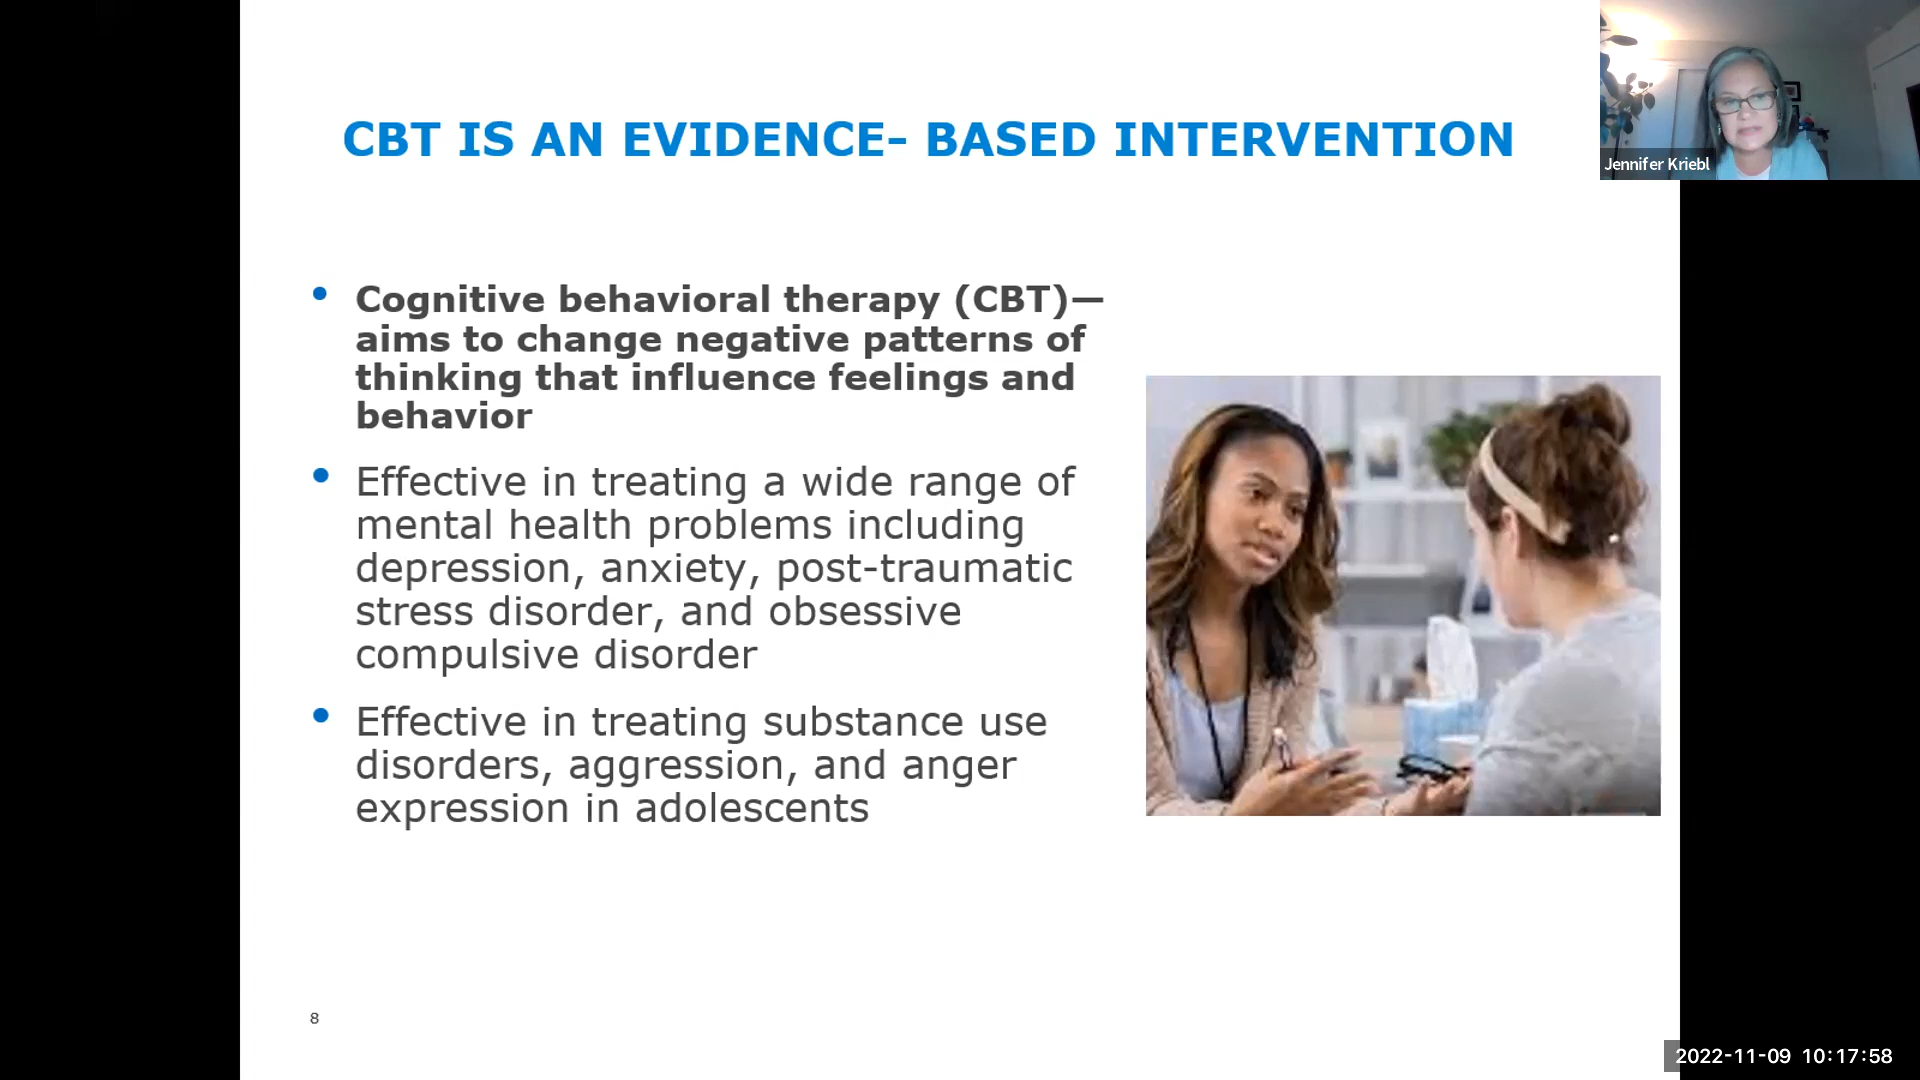 CBT IS AN EVIDENCE- BASED INTERVENTION
Jennifer Kriebl
• Cognitive behavioral therapy (CBT)—
aims to change negative patterns of
thinking that influence feelings and
behavior
• Effective in treating a wide range of
mental health problems including
depression, anxiety, post-traumatic
stress disorder, and obsessive
compulsive disorder
• Effective in treating substance use
disorders, aggression, and anger
expression in adolescents
8
2022-11-09 10:17:58